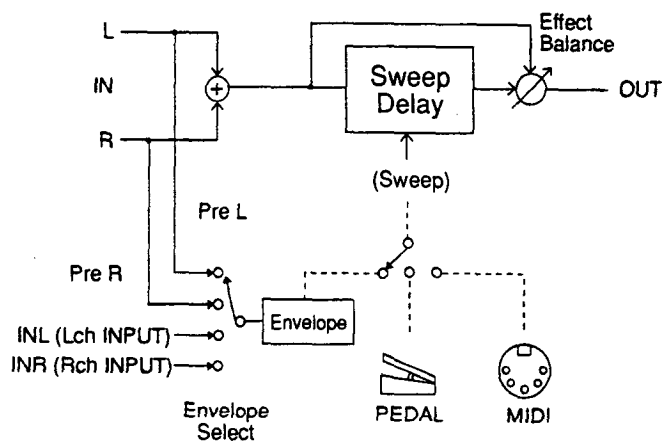 L
Effect
Balance
IN
+
Sweep
Delay
OUT
R
(Sweep)
Pre L
Pre R
Envelope
INL (Lch INPUT)
INR (Rch INPUT)
Envelope
Select
PEDAL
MIDI